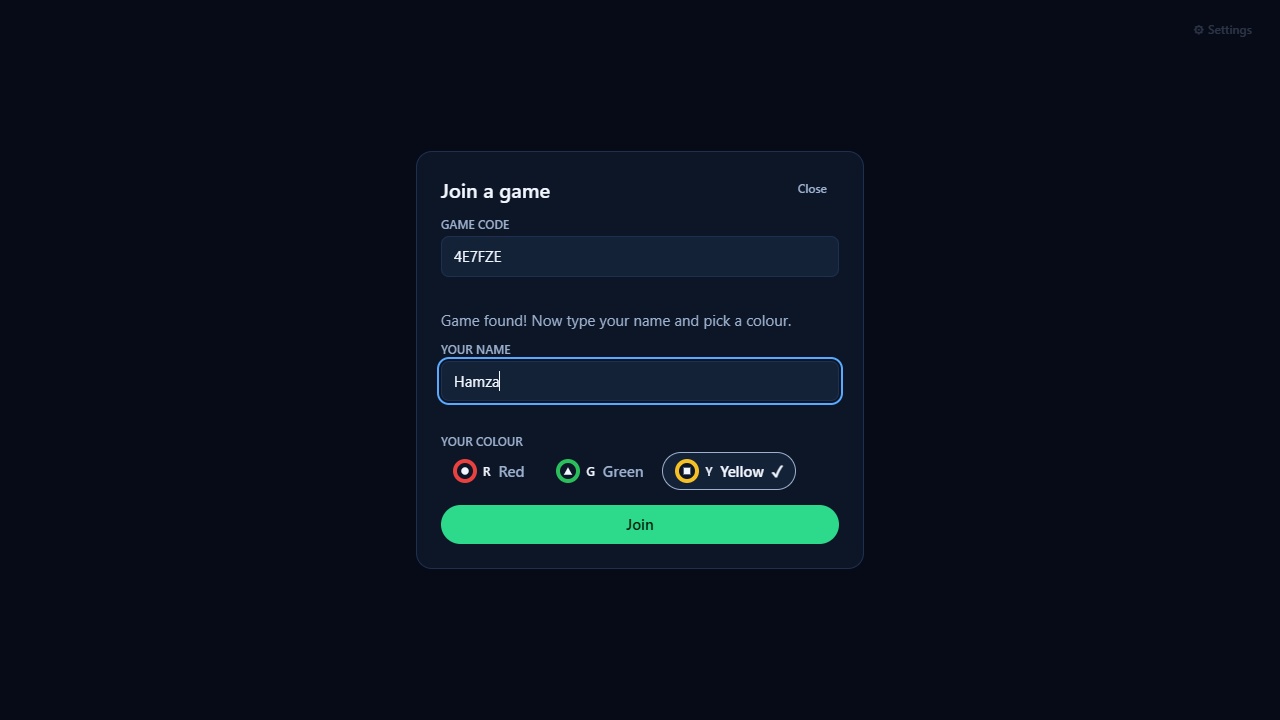 ⚙ Settings
Join a game
Close
GAME CODE
4E7FZE
Game found! Now type your name and pick a colour.
YOUR NAME
Hamza
YOUR COLOUR
R Red G Green Y Yellow ✓
Join